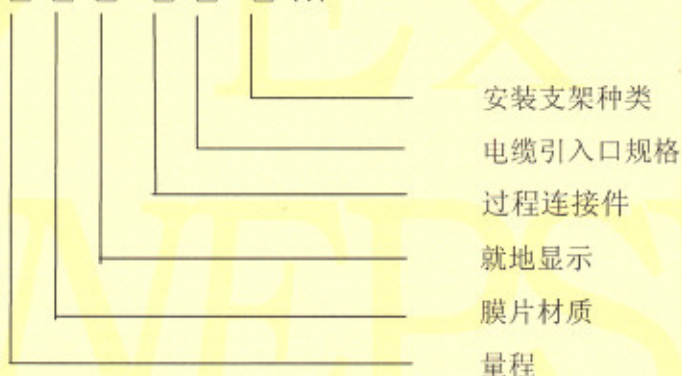 安装支架种类
电缆引入口规格
过程连接件
就地显示
膜片材质
量程